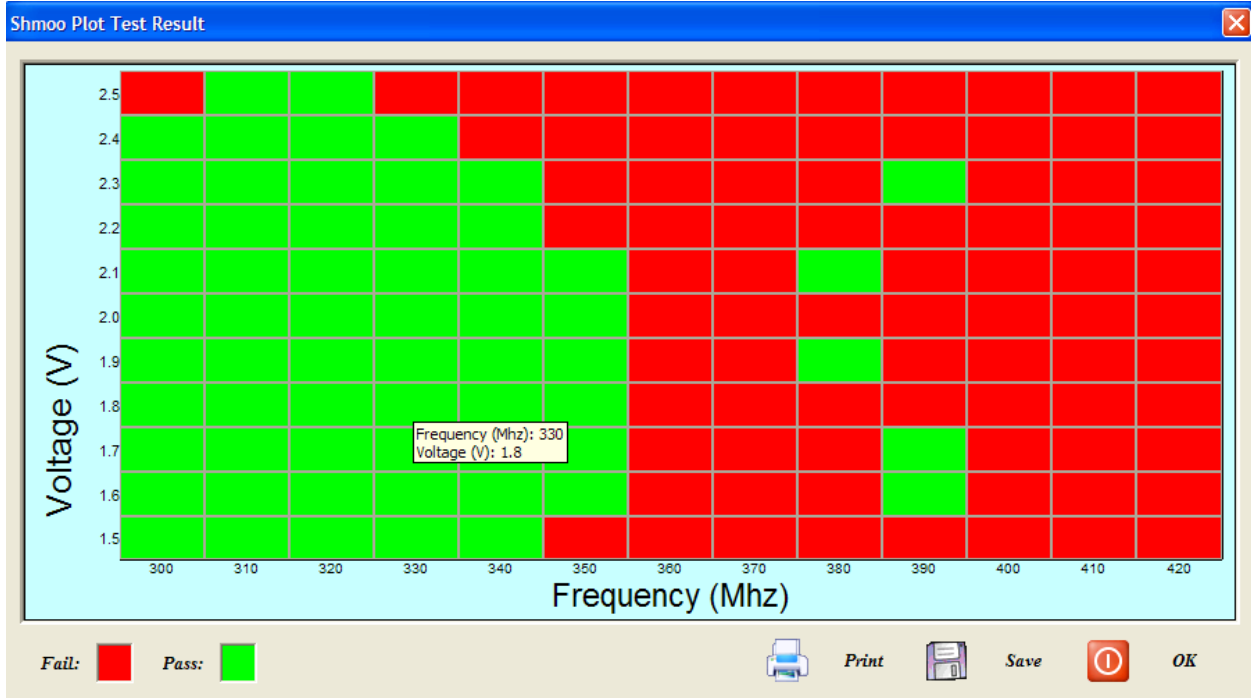 Shmoo Plot Test Result
2.5
2.4
2.3
2.2
2.1
2.0
1.9
1.8
1.7
1.6
1.5
Voltage (V)
Frequency (Mhz): 330
Voltage (V): 1.8
300 310 320 330 340 350 360 370 380 390 400 410 420
Frequency (Mhz)
Fail: Pass: Print Save OK